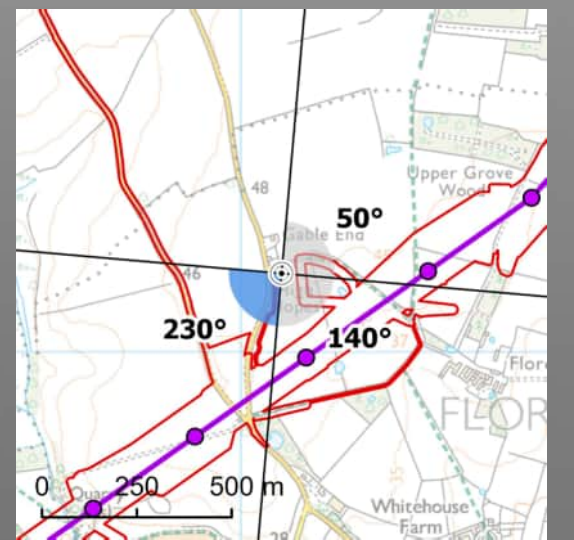 Upper Grove
Wood
48
50°
Gable End
46
230°
140°
37
Flore
FLOR
0 250 500 m
35
Whitehouse
Farm
28